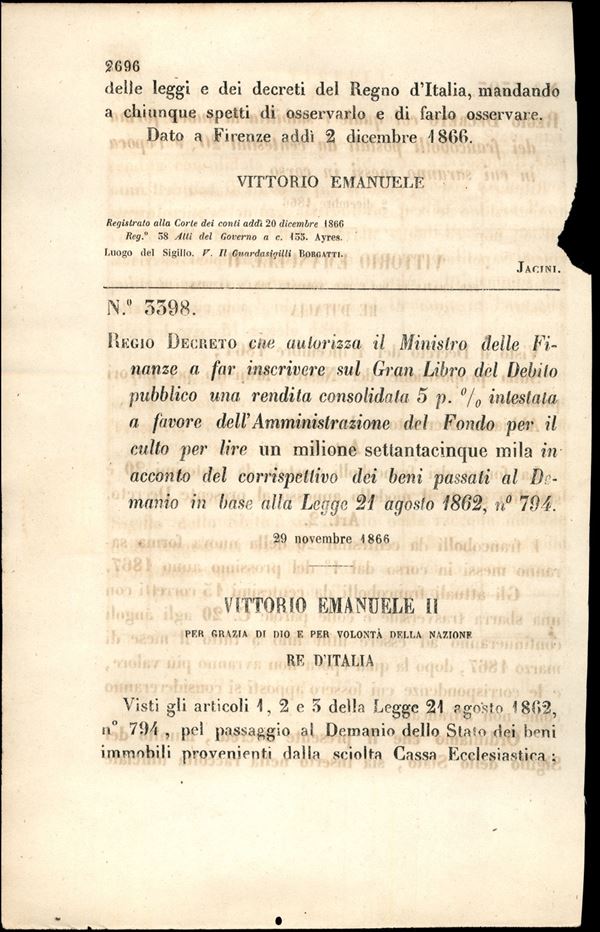 2696
delle leggi e dei decreti del Regno d'Italia, mandando
a chiunque spetti di osservarlo e di farlo osservare.
Dato a Firenze addì 2 dicembre 1866.
VITTORIO EMANUELE
Registrato alla Corte dei conti addì 20 dicembre 1866
Reg.º 38 Atti del Governo a c. 135. Ayres.
Luogo del Sigillo. V. Il Guardasigilli BORGATTI.
JACINI.
N.º 3398.
REGIO DECRETO che autorizza il Ministro delle Fi-
nanze a far inscrivere sul Gran Libro del Debito
pubblico una rendita consolidata 5 p. % intestata
a favore dell'Amministrazione del Fondo per il
culto per lire un milione settantacinque mila in
acconto del corrispettivo dei beni passati al De-
manio in base alla Legge 21 agosto 1862, nº 794.
29 novembre 1866
VITTORIO EMANUELE II
PER GRAZIA DI DIO E PER VOLONTÀ DELLA NAZIONE
RE D'ITALIA
Visti gli articoli 1, 2 e 3 della Legge 21 agosto 1862,
nº 794, pel passaggio al Demanio dello Stato dei beni
immobili provenienti dalla sciolta Cassa Ecclesiastica;